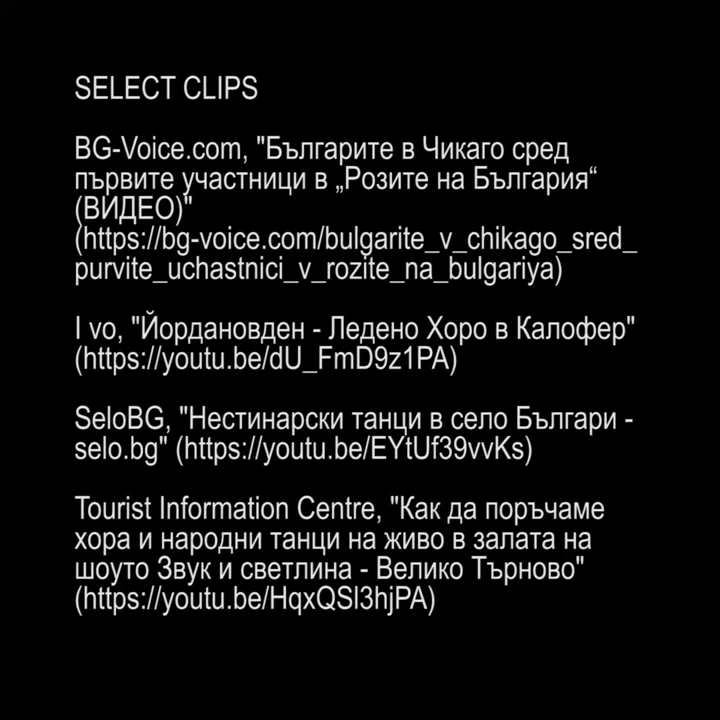 SELECT CLIPS
BG-Voice.com, "Българите в Чикаго сред
първите участници в „Розите на България“
(ВИДЕО)"
(https://bg-voice.com/bulgarite_v_chikago_sred_
purvite_uchastnici_v_rozite_na_bulgariya)
I vo, "Йордановден - Ледено Хоро в Калофер"
(https://youtu.be/dU_FmD9z1PA)
SeloBG, "Нестинарски танци в село Българи -
selo.bg" (https://youtu.be/EYtUf39vvKs)
Tourist Information Centre, "Как да поръчаме
хора и народни танци на живо в залата на
шоуто Звук и светлина - Велико Търново"
(https://youtu.be/HqxQSl3hjPA)